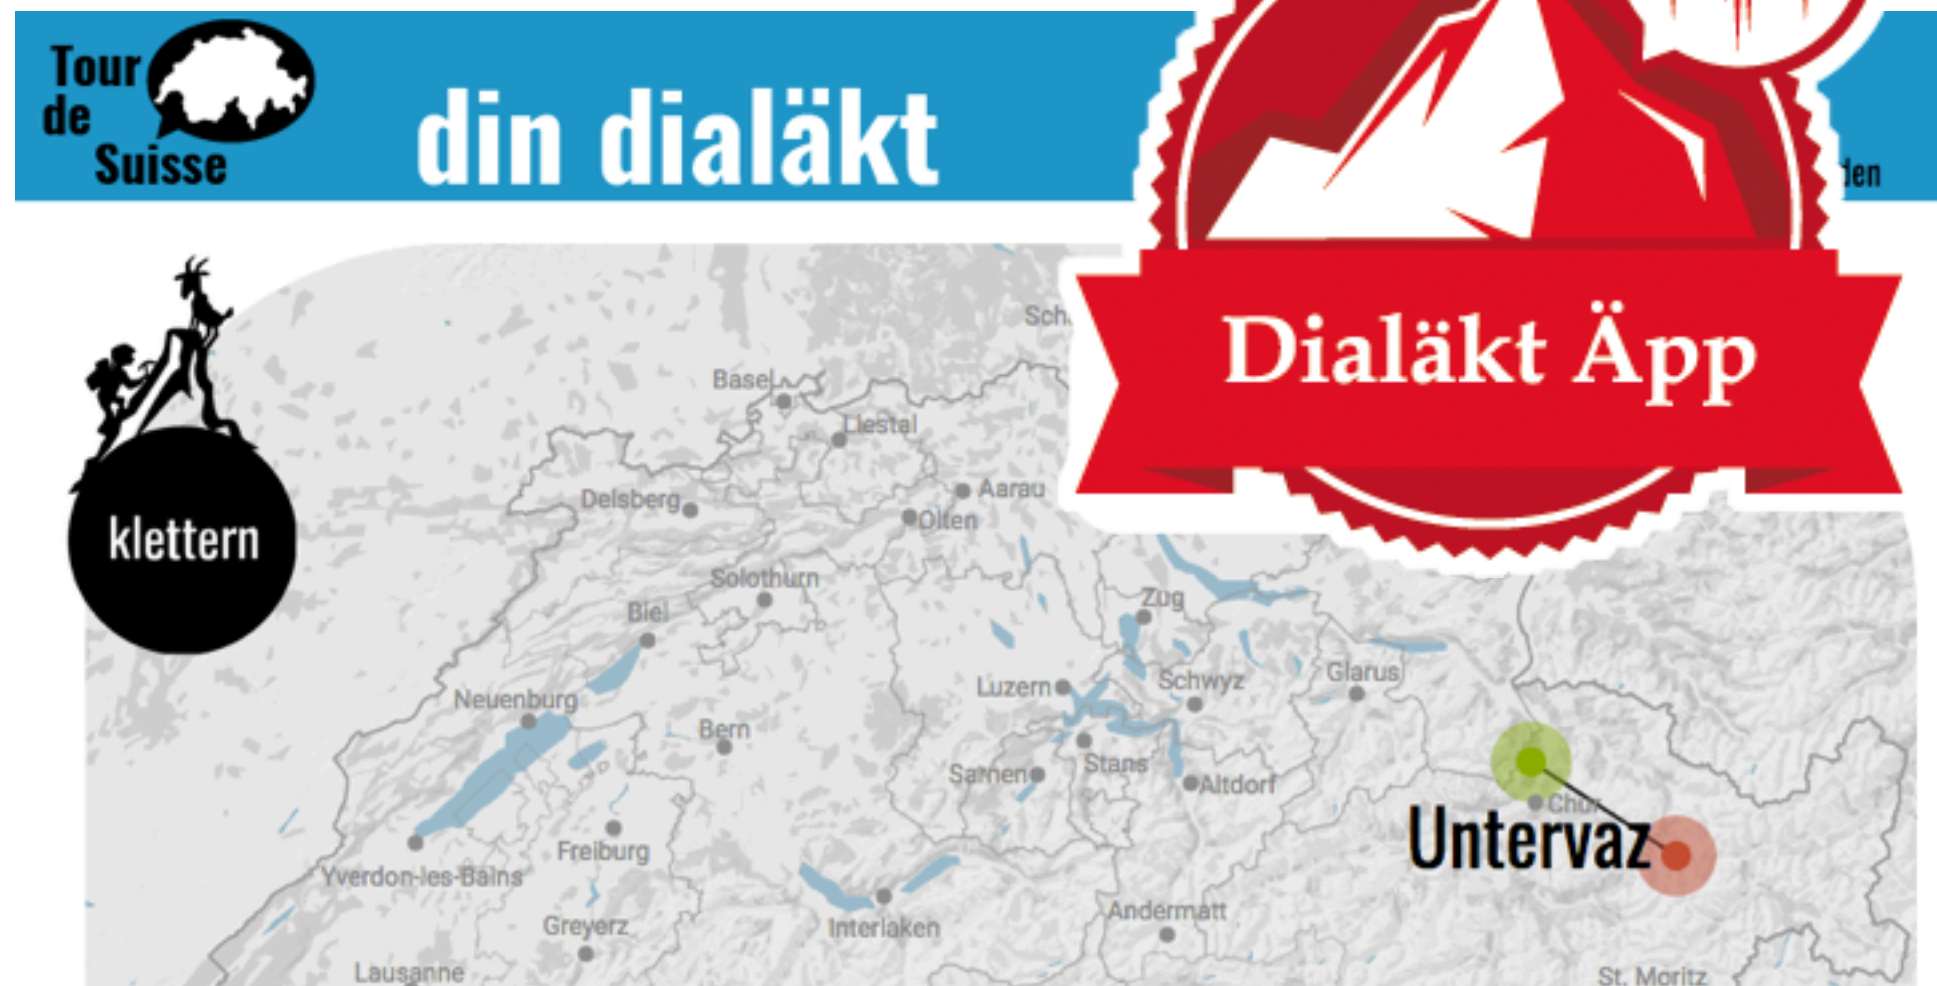 Tour
de
Suisse
din dialäkt
Dialäkt Äpp
Basel
Liestal
Delsberg
Aarau
Olten
klettern
Solothurn
Biel
Zug
Neuenburg
Luzern
Schwyz
Glarus
Bern
Sarnen
Stans
Altdorf
Chur
Untervaz
Freiburg
Yverdon-les-Bains
Greyerz
Interlaken
Andermatt
Lausanne
St. Moritz